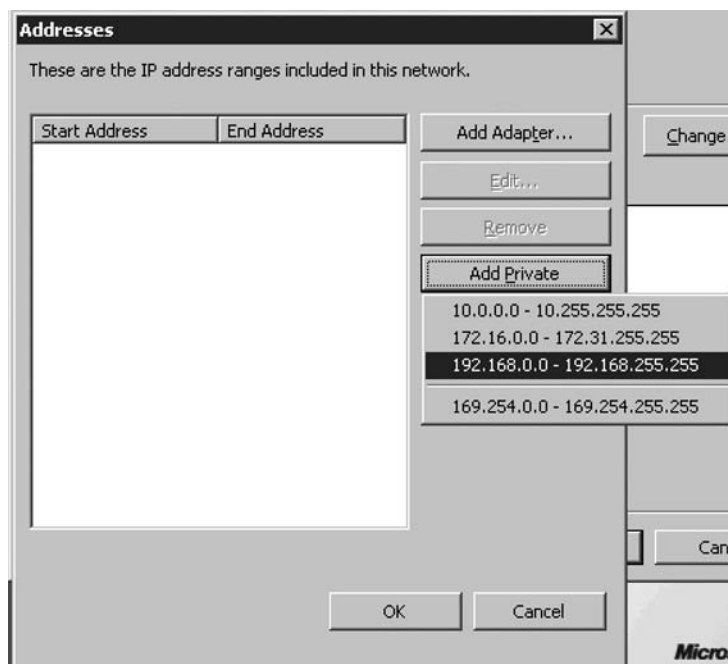 Addresses
These are the IP address ranges included in this network.
Start Address End Address
Add Adapter...
Change
Edit...
Remove
Add Private
10.0.0.0 - 10.255.255.255
172.16.0.0 - 172.31.255.255
192.168.0.0 - 192.168.255.255
169.254.0.0 - 169.254.255.255
Can
OK Cancel
Micro